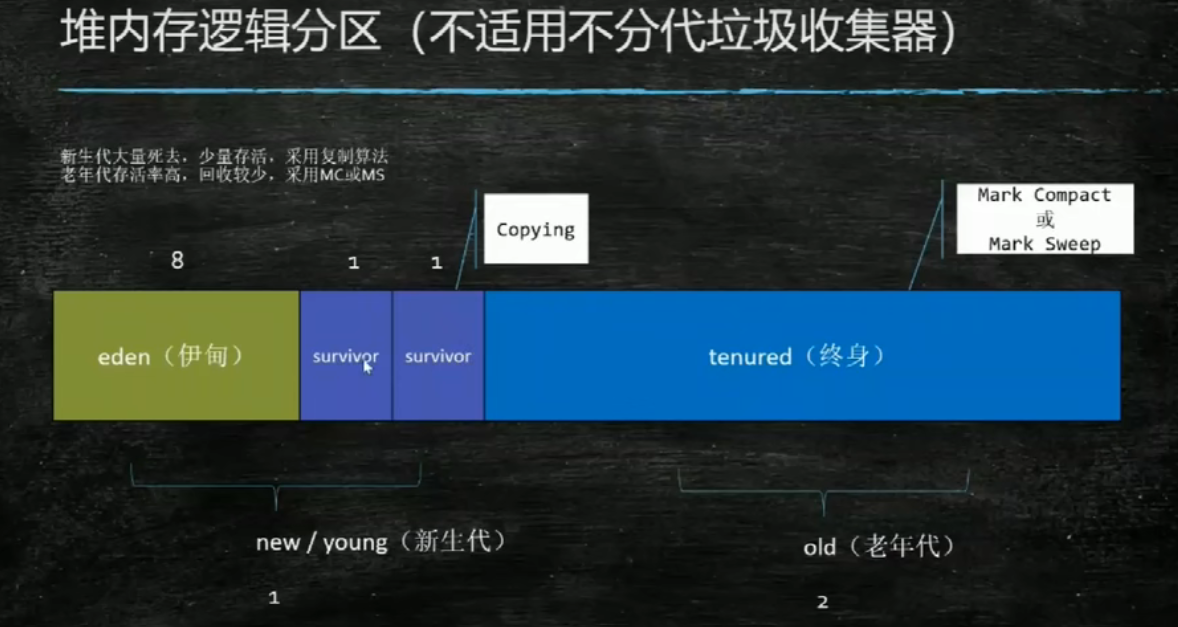 堆内存逻辑分区（不适用不分代垃圾收集器）
新生代大量死去，少量存活，采用复制算法
老年代存活率高，回收较少，采用MC或MS
Copying
Mark Compact
或
Mark Sweep
8
1
1
eden（伊甸）
survivor
survivor
tenured（终身）
new / young（新生代）
old（老年代）
1
2